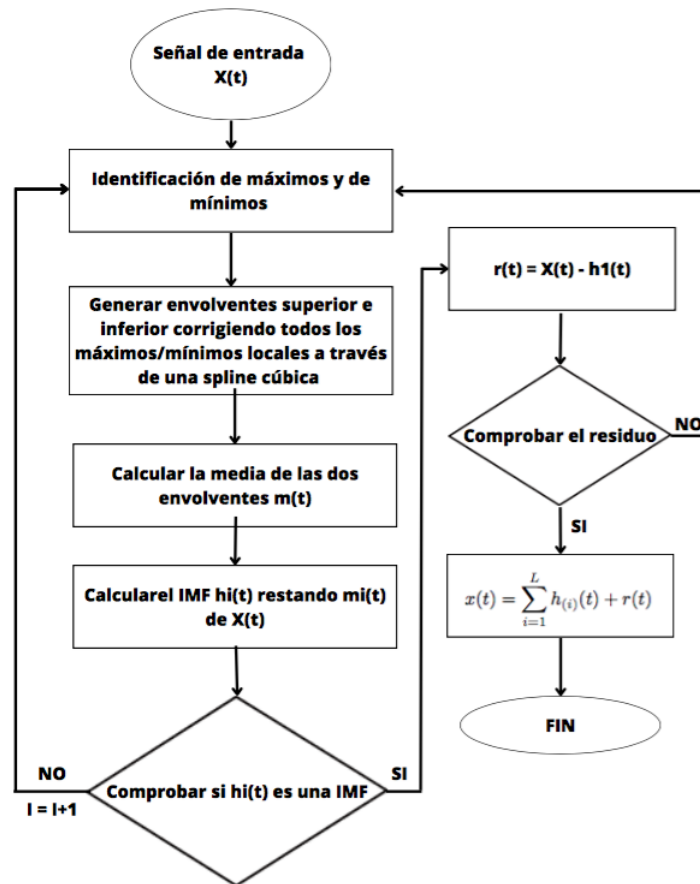 Señal de entrada
X(t)
Identificación de máximos y de
mínimos
Generar envolventes superior e
inferior corrigiendo todos los
máximos/mínimos locales a través
de una spline cúbica
Calcular la media de las dos
envolventes m(t)
Calcularel IMF hi(t) restando mi(t)
de X(t)
Comprobar si hi(t) es una IMF
NO
I = I+1
SI
r(t) = X(t) - h1(t)
Comprobar el residuo
NO
SI
x(t) = \sum_{i=1}^{L} h_{(i)}(t) + r(t)
FIN